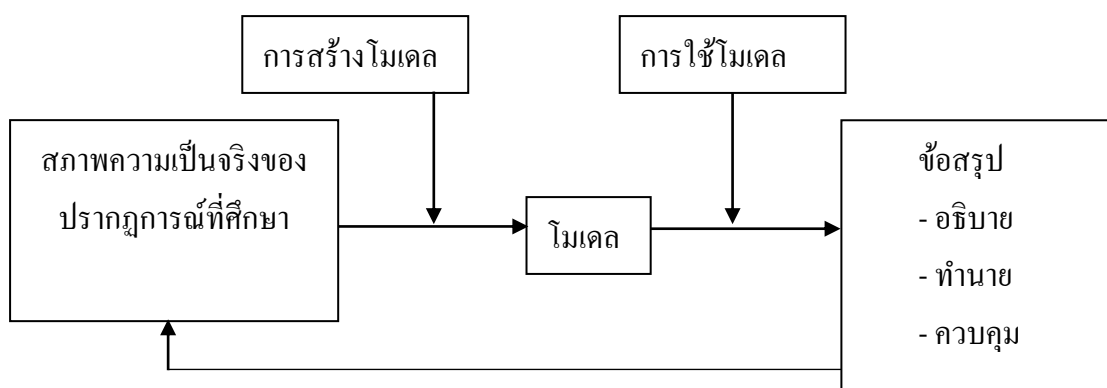 การสร้างโมเดล
การใช้โมเดล
สภาพความเป็นจริงของ
ปรากฏการณ์ที่ศึกษา
โมเดล
ข้อสรุป
- อธิบาย
- ทำนาย
- ควบคุม